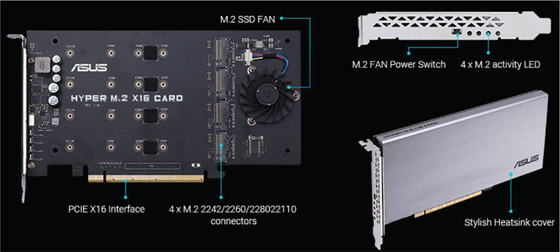 M.2 SSD FAN
M.2 FAN Power Switch
4 x M.2 activity LED
ASUS
HYPER M.2 X16 CARD
PCIE X16 Interface
4 x M.2 2242/2260/228022110
connectors
ASUS
Stylish Heatsink cover